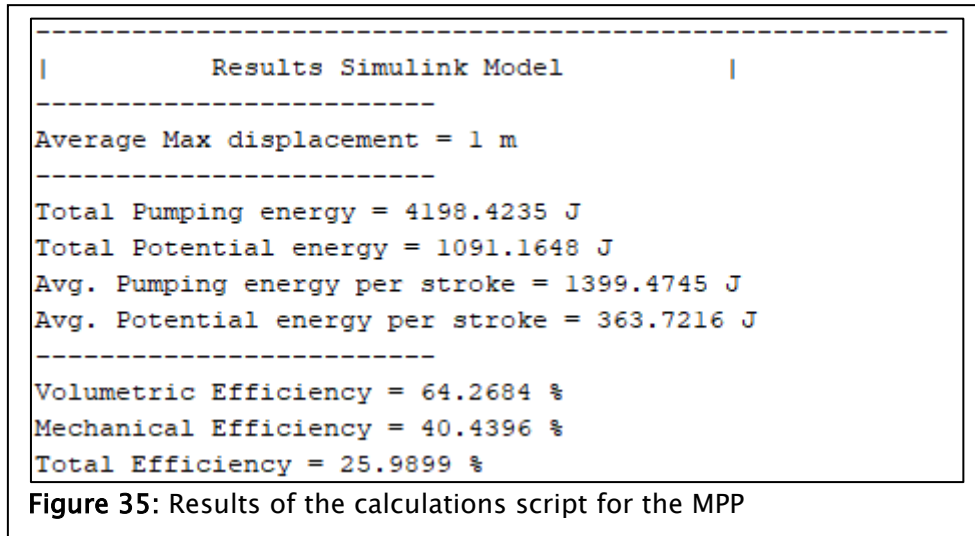 ---------------------------------------------------------
|          Results Simulink Model          |
-------------------------
Average Max displacement = 1 m
-------------------------
Total Pumping energy = 4198.4235 J
Total Potential energy = 1091.1648 J
Avg. Pumping energy per stroke = 1399.4745 J
Avg. Potential energy per stroke = 363.7216 J
-------------------------
Volumetric Efficiency = 64.2684 %
Mechanical Efficiency = 40.4396 %
Total Efficiency = 25.9899 %
Figure 35: Results of the calculations script for the MPP